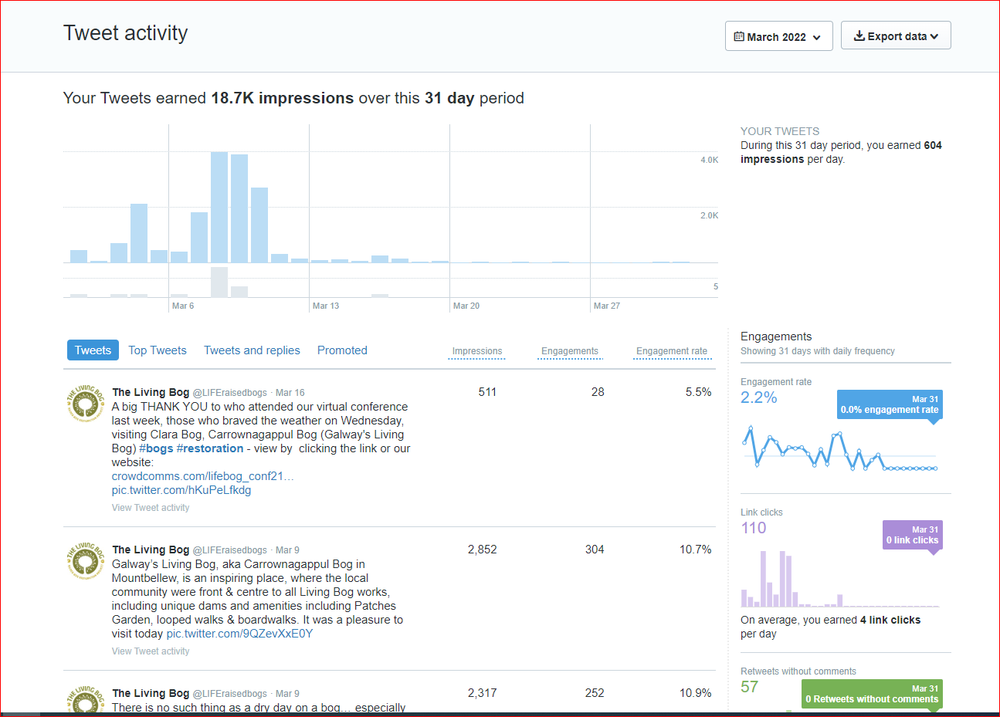 Tweet activity
March 2022
Export data
Your Tweets earned 18.7K impressions over this 31 day period
4.0K
2.0K
5
Mar 6
Mar 13
Mar 20
Mar 27
YOUR TWEETS
During this 31 day period, you earned 604
impressions per day.
Tweets
Top Tweets
Tweets and replies
Promoted
Impressions
Engagements
Engagement rate
THE LIVING BOG
The Living Bog @LIFEraisedbogs · Mar 16
511
28
5.5%
A big THANK YOU to who attended our virtual conference
last week, those who braved the weather on Wednesday,
visiting Clara Bog, Carrownagappul Bog (Galway's Living
Bog) #bogs #restoration - view by  clicking the link or our
website:
crowdcomms.com/lifebog_conf21…
pic.twitter.com/hKuPeLfkdg
View Tweet activity
THE LIVING BOG
The Living Bog @LIFEraisedbogs · Mar 9
2,852
304
10.7%
Galway's Living Bog, aka Carrownagappul Bog in
Mountbellew, is an inspiring place, where the local
community were front & centre to all Living Bog works,
including unique dams and amenities including Patches
Garden, looped walks & boardwalks. It was a pleasure to
visit today pic.twitter.com/9QZevXxE0Y
View Tweet activity
THE LIVING BOG
The Living Bog @LIFEraisedbogs · Mar 9
2,317
252
10.9%
There is no such thing as a dry day on a bog… especially
Engagements
Showing 31 days with daily frequency
Engagement rate
2.2%
Mar 31
0.0% engagement rate
Link clicks
110
Mar 31
0 link clicks
On average, you earned 4 link clicks
per day
Retweets without comments
57
Mar 31
0 Retweets without comments